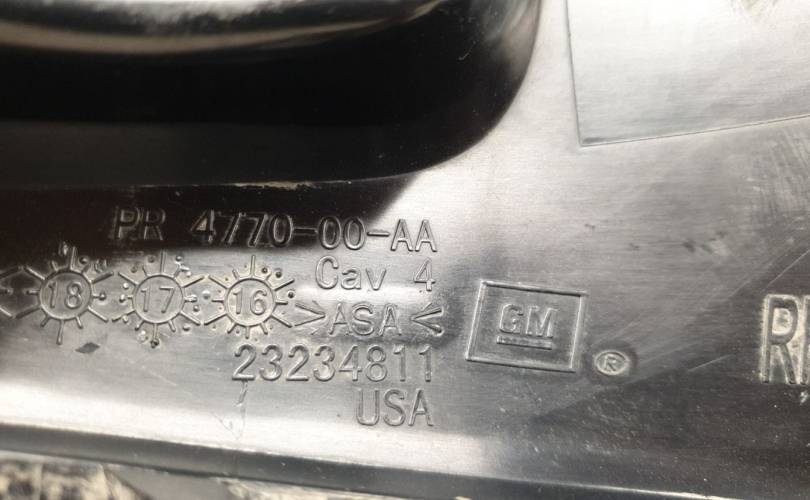 PR 4770-00-AA
Cav 4
18 17 16 >ASA<
23234811
USA
GM
®